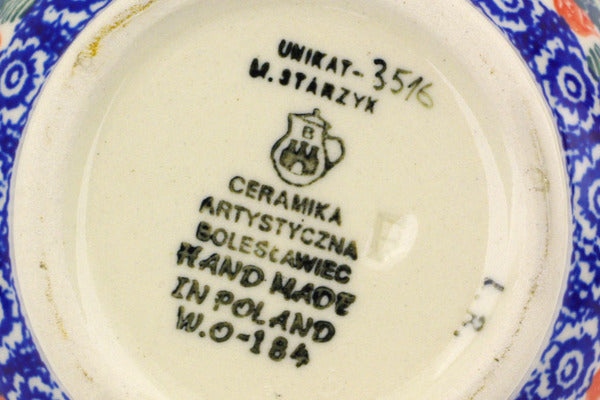 UNIKAT-3516
M. STARZYK
B
CERAMIKA
ARTYSTYCZNA
BOLESŁAWIEC
HAND MADE
IN POLAND
W.O-184